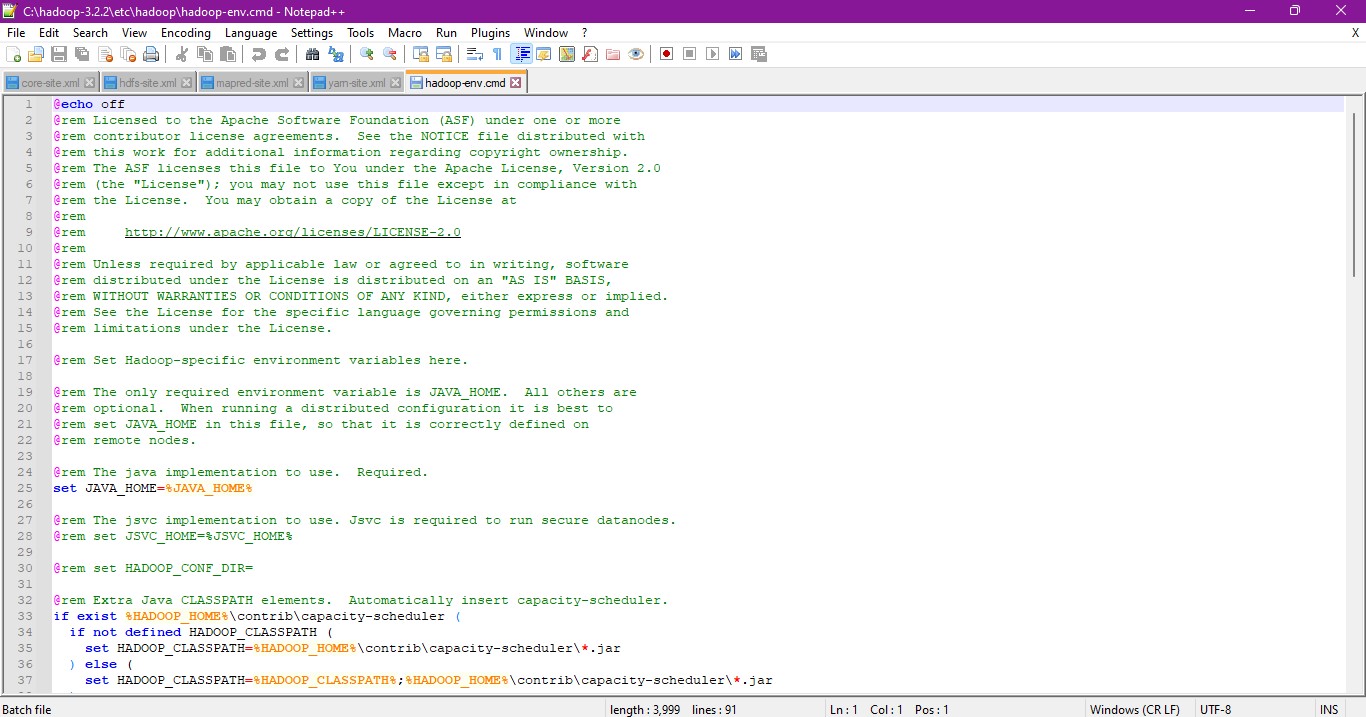 C:\hadoop-3.2.2\etc\hadoop\hadoop-env.cmd - Notepad++
File Edit Search View Encoding Language Settings Tools Macro Run Plugins Window ? X
core-site.xml hdfs-site.xml mapred-site.xml yarn-site.xml hadoop-env.cmd
1 @echo off
2 @rem Licensed to the Apache Software Foundation (ASF) under one or more
3 @rem contributor license agreements.  See the NOTICE file distributed with
4 @rem this work for additional information regarding copyright ownership.
5 @rem The ASF licenses this file to You under the Apache License, Version 2.0
6 @rem (the "License"); you may not use this file except in compliance with
7 @rem the License.  You may obtain a copy of the License at
8 @rem
9 @rem     http://www.apache.org/licenses/LICENSE-2.0
10 @rem
11 @rem Unless required by applicable law or agreed to in writing, software
12 @rem distributed under the License is distributed on an "AS IS" BASIS,
13 @rem WITHOUT WARRANTIES OR CONDITIONS OF ANY KIND, either express or implied.
14 @rem See the License for the specific language governing permissions and
15 @rem limitations under the License.
16
17 @rem Set Hadoop-specific environment variables here.
18
19 @rem The only required environment variable is JAVA_HOME.  All others are
20 @rem optional.  When running a distributed configuration it is best to
21 @rem set JAVA_HOME in this file, so that it is correctly defined on
22 @rem remote nodes.
23
24 @rem The java implementation to use.  Required.
25 set JAVA_HOME=%JAVA_HOME%
26
27 @rem The jsvc implementation to use. Jsvc is required to run secure datanodes.
28 @rem set JSVC_HOME=%JSVC_HOME%
29
30 @rem set HADOOP_CONF_DIR=
31
32 @rem Extra Java CLASSPATH elements.  Automatically insert capacity-scheduler.
33 if exist %HADOOP_HOME%\contrib\capacity-scheduler (
34   if not defined HADOOP_CLASSPATH (
35     set HADOOP_CLASSPATH=%HADOOP_HOME%\contrib\capacity-scheduler\*.jar
36   ) else (
37     set HADOOP_CLASSPATH=%HADOOP_CLASSPATH%;%HADOOP_HOME%\contrib\capacity-scheduler\*.jar
Batch file length : 3,999 lines : 91 Ln : 1 Col : 1 Pos : 1 Windows (CR LF) UTF-8 INS